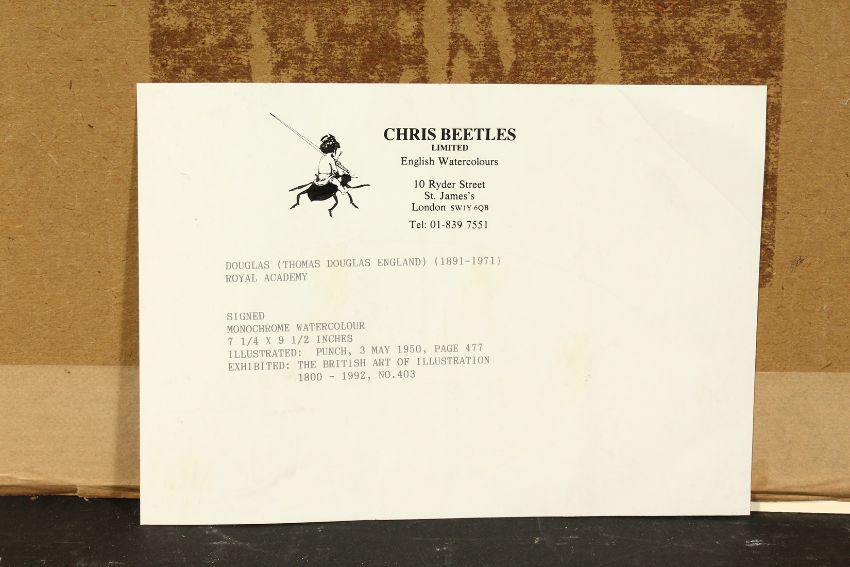 CHRIS BEETLES
LIMITED
English Watercolours
10 Ryder Street
St. James's
London SW1Y 6QB
Tel: 01-839 7551
DOUGLAS (THOMAS DOUGLAS ENGLAND) (1891-1971)
ROYAL ACADEMY
SIGNED
MONOCHROME WATERCOLOUR
7 1/4 X 9 1/2 INCHES
ILLUSTRATED: PUNCH, 3 MAY 1950, PAGE 477
EXHIBITED: THE BRITISH ART OF ILLUSTRATION
1800 - 1992, NO.403